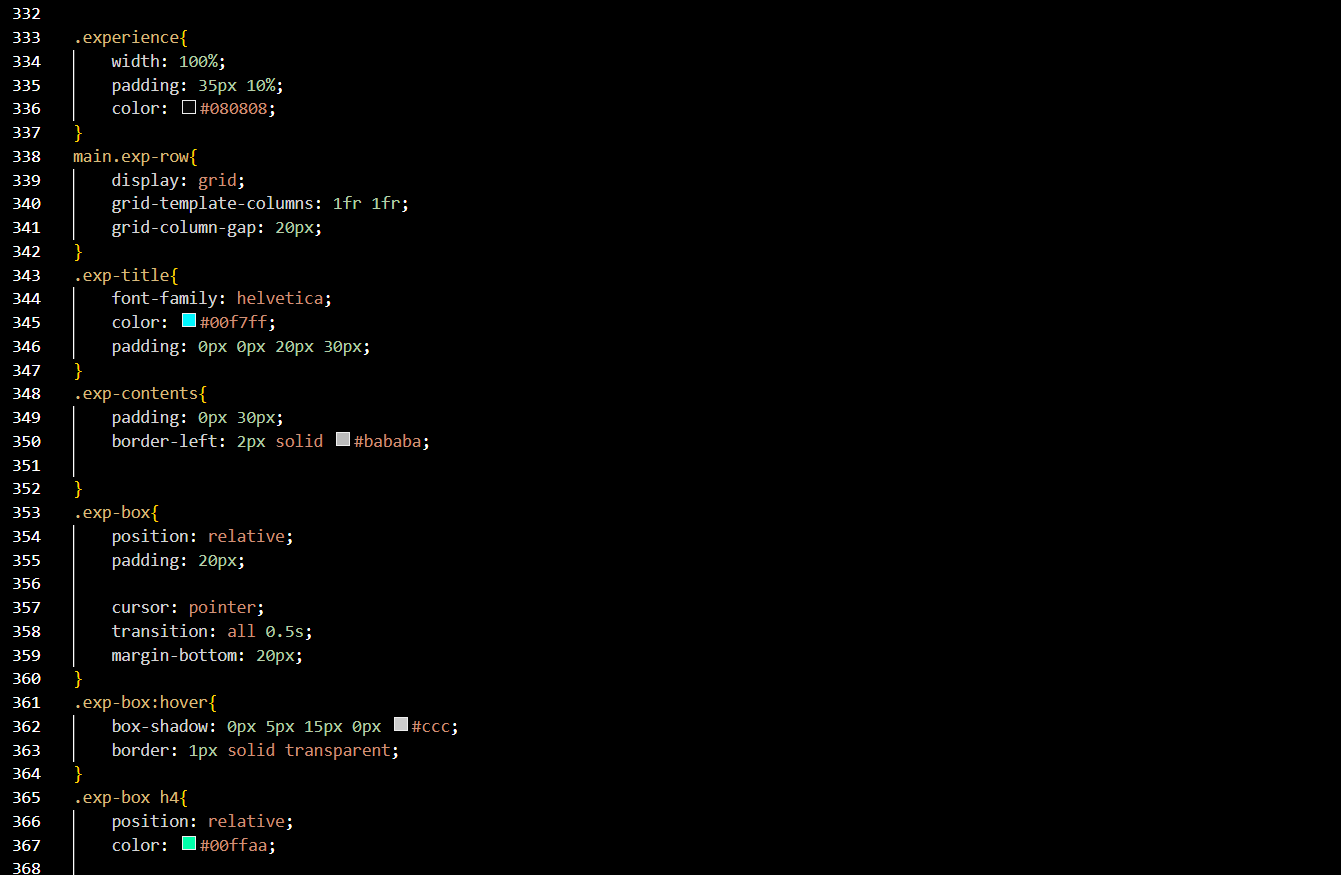 332
333 .experience{
334     width: 100%;
335     padding: 35px 10%;
336     color: #080808;
337 }
338 main.exp-row{
339     display: grid;
340     grid-template-columns: 1fr 1fr;
341     grid-column-gap: 20px;
342 }
343 .exp-title{
344     font-family: helvetica;
345     color: #00f7ff;
346     padding: 0px 0px 20px 30px;
347 }
348 .exp-contents{
349     padding: 0px 30px;
350     border-left: 2px solid #bababa;
351
352 }
353 .exp-box{
354     position: relative;
355     padding: 20px;
356
357     cursor: pointer;
358     transition: all 0.5s;
359     margin-bottom: 20px;
360 }
361 .exp-box:hover{
362     box-shadow: 0px 5px 15px 0px #ccc;
363     border: 1px solid transparent;
364 }
365 .exp-box h4{
366     position: relative;
367     color: #00ffaa;
368